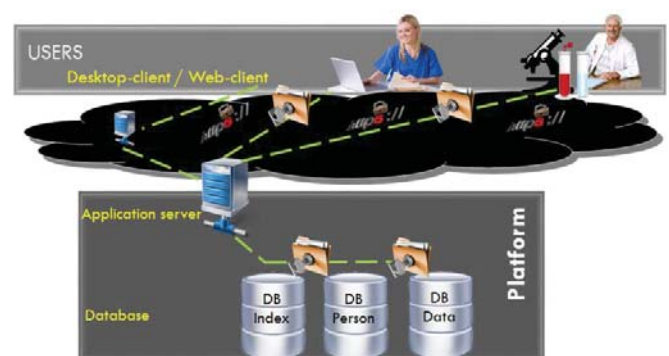 USERS
Desktop-client / Web-client
https://
https://
https://
Application server
Platform
Database
DB
Index
DB
Person
DB
Data